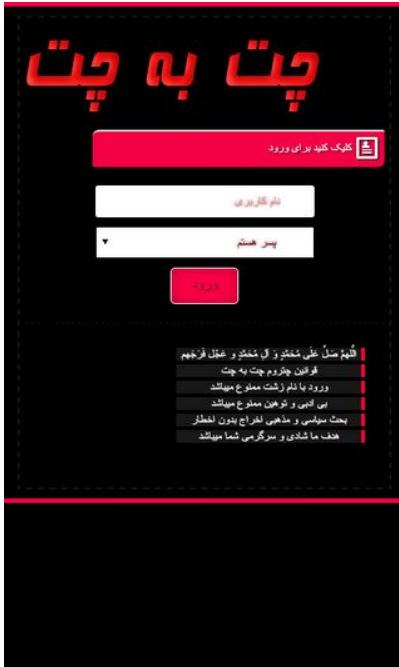 چت به چت
کلیک کنید برای ورود
نام کاربری
پسر هستم
ورود
اللّهمّ صَلّ عَلَی مُحَمَّدٍ وَ آلِ مُحَمَّدٍ و عَجّل فَرَجَهم
قوانین چتروم چت به چت
ورود با نام زشت ممنوع میباشد
بی ادبی و توهین ممنوع میباشد
بحث سیاسی و مذهبی اخراج بدون اخطار
هدف ما شادی و سرگرمی شما میباشد